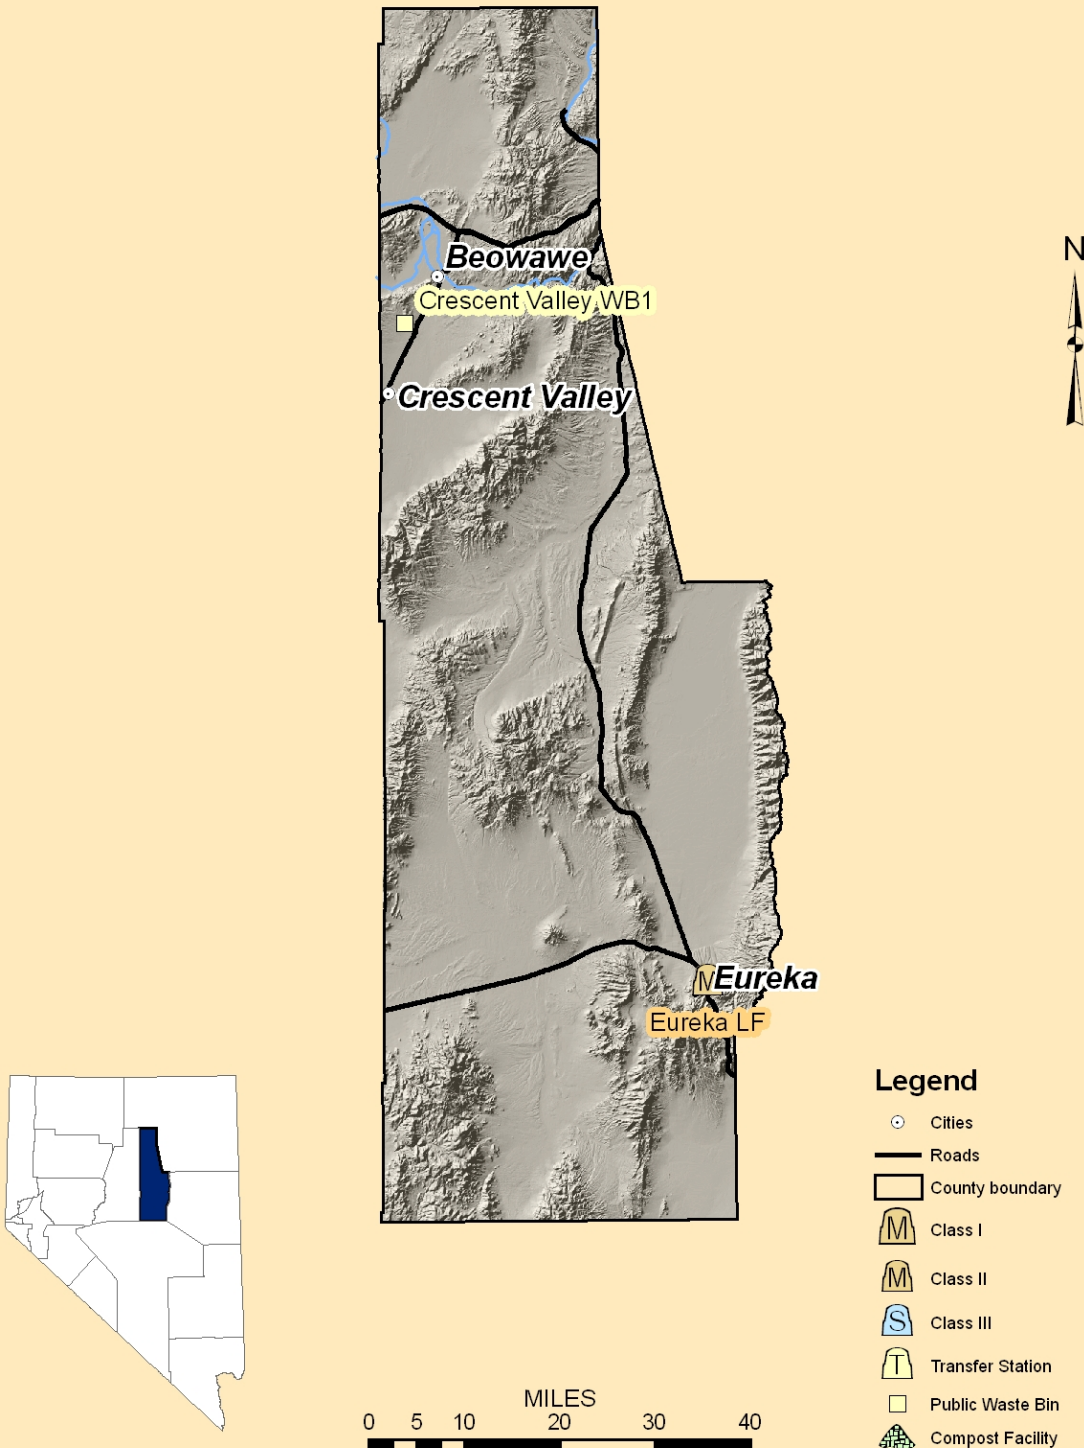 N
Beowawe
Crescent Valley WB1
Crescent Valley
M Eureka
Eureka LF
Legend
Cities
Roads
County boundary
M Class I
M Class II
S Class III
T Transfer Station
Public Waste Bin
Compost Facility
MILES
0 5 10 20 30 40